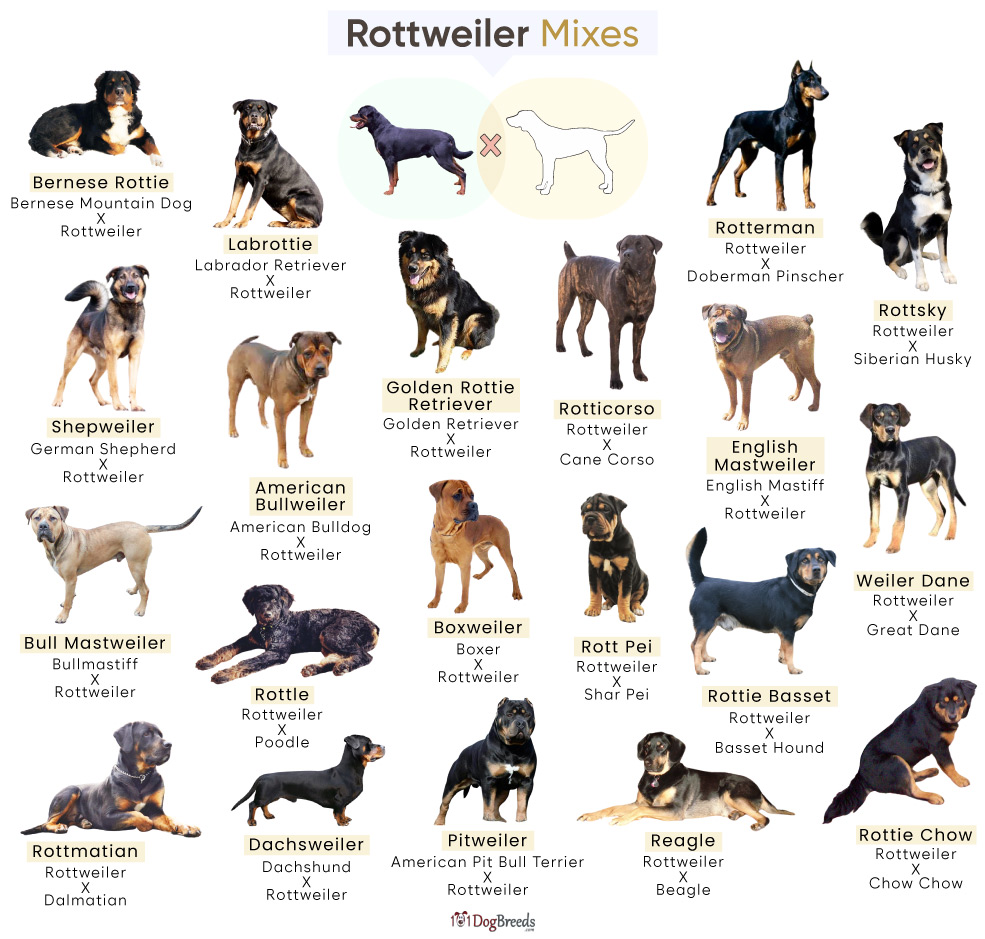 Rottweiler Mixes
Bernese Rottie
Bernese Mountain Dog
X
Rottweiler
Labrottie
Labrador Retriever
X
Rottweiler
Rotterman
Rottweiler
X
Doberman Pinscher
Rottsky
Rottweiler
X
Siberian Husky
Shepweiler
German Shepherd
X
Rottweiler
American
Bullweiler
American Bulldog
X
Rottweiler
Golden Rottie
Retriever
Golden Retriever
X
Rottweiler
Rotticorso
Rottweiler
X
Cane Corso
English
Mastweiler
English Mastiff
X
Rottweiler
Weiler Dane
Rottweiler
X
Great Dane
Bull Mastweiler
Bullmastiff
X
Rottweiler
Rottle
Rottweiler
X
Poodle
Boxweiler
Boxer
X
Rottweiler
Rott Pei
Rottweiler
X
Shar Pei
Rottie Basset
Rottweiler
X
Basset Hound
Rottmatian
Rottweiler
X
Dalmatian
Dachsweiler
Dachshund
X
Rottweiler
Pitweiler
American Pit Bull Terrier
X
Rottweiler
Reagle
Rottweiler
X
Beagle
Rottie Chow
Rottweiler
X
Chow Chow
101DogBreeds
.com